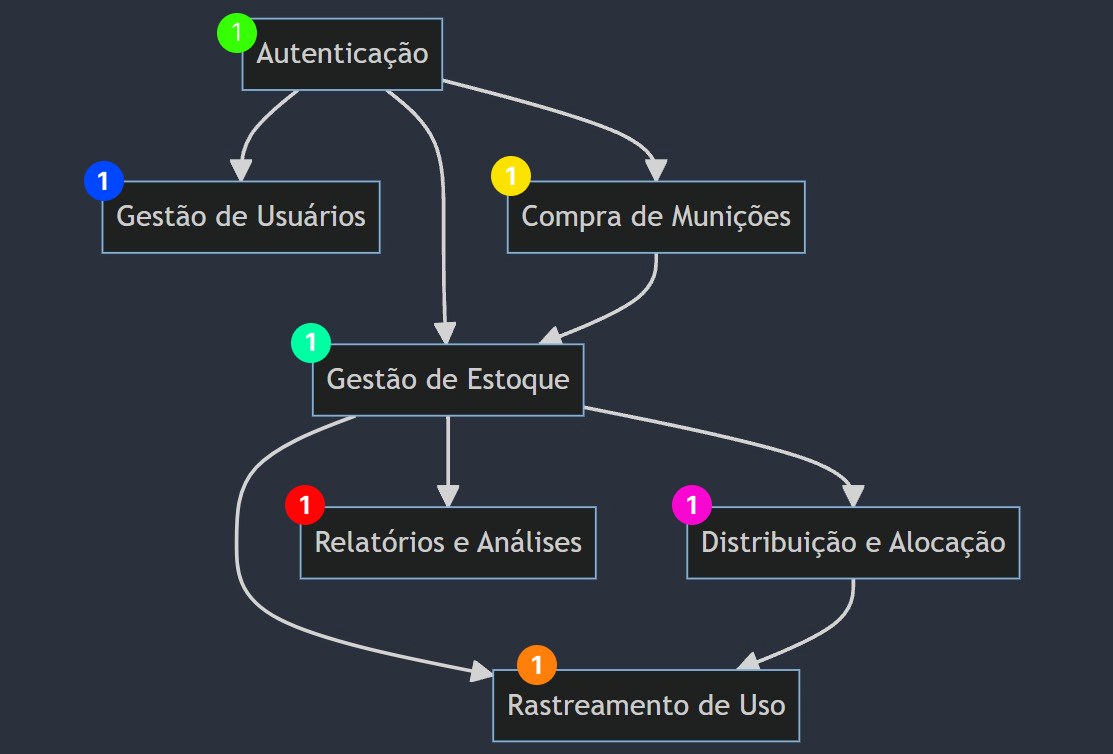 1
Autenticação
1
Gestão de Usuários
1
Compra de Munições
1
Gestão de Estoque
1
Relatórios e Análises
1
Distribuição e Alocação
1
Rastreamento de Uso